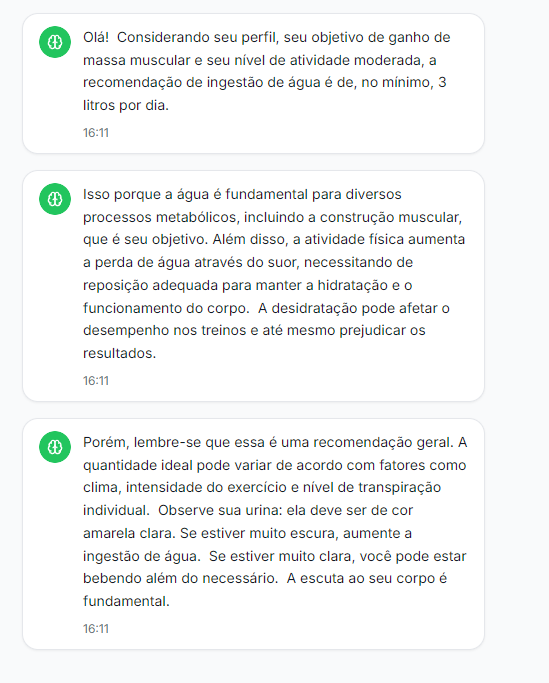 Olá!  Considerando seu perfil, seu objetivo de ganho de
massa muscular e seu nível de atividade moderada, a
recomendação de ingestão de água é de, no mínimo, 3
litros por dia.
16:11
Isso porque a água é fundamental para diversos
processos metabólicos, incluindo a construção muscular,
que é seu objetivo. Além disso, a atividade física aumenta
a perda de água através do suor, necessitando de
reposição adequada para manter a hidratação e o
funcionamento do corpo.  A desidratação pode afetar o
desempenho nos treinos e até mesmo prejudicar os
resultados.
16:11
Porém, lembre-se que essa é uma recomendação geral. A
quantidade ideal pode variar de acordo com fatores como
clima, intensidade do exercício e nível de transpiração
individual.  Observe sua urina: ela deve ser de cor
amarela clara. Se estiver muito escura, aumente a
ingestão de água.  Se estiver muito clara, você pode estar
bebendo além do necessário.  A escuta ao seu corpo é
fundamental.
16:11